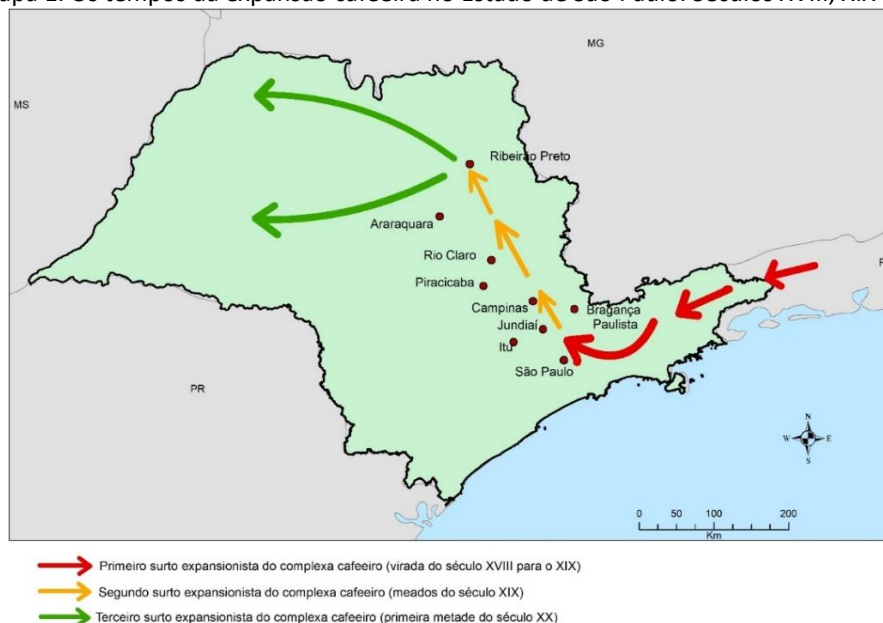 MG
MS
Ribeirão Preto
Araraquara
Rio Claro
Piracicaba
Campinas
Bragança
Paulista
Jundiaí
Itu
São Paulo
PR
N
W
E
S
0 50 100 200
Km
Primeiro surto expansionista do complexa cafeeiro (virada do século XVIII para o XIX)
Segundo surto expansionista do complexa cafeeiro (meados do século XIX)
Terceiro surto expansionista do complexa cafeeiro (primeira metade do século XX)